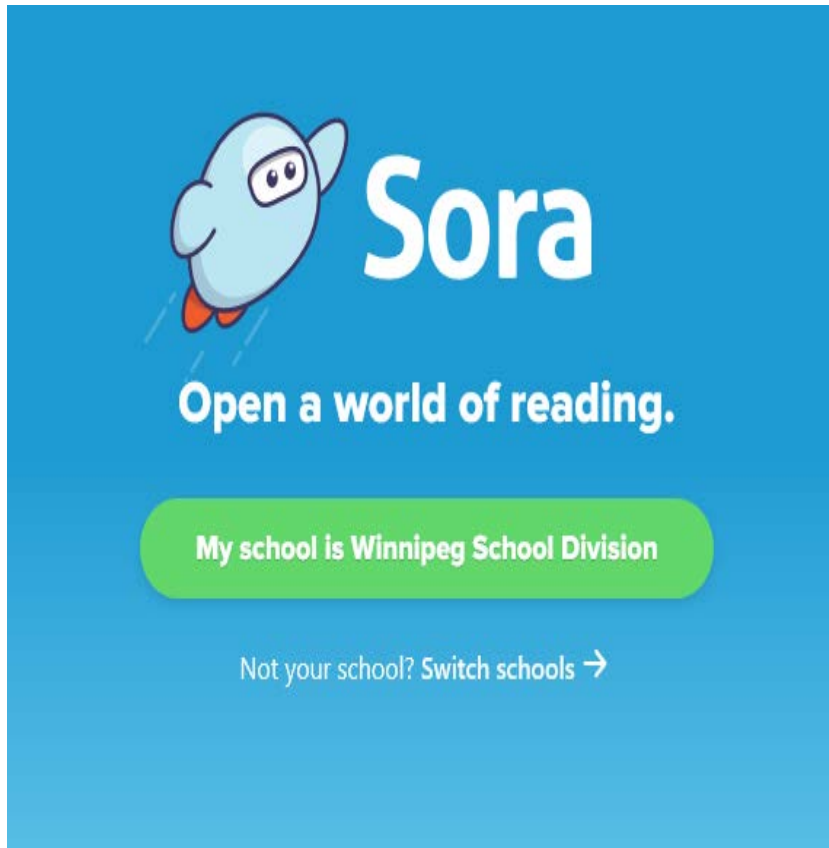 Sora
Open a world of reading.
My school is Winnipeg School Division
Not your school? Switch schools →